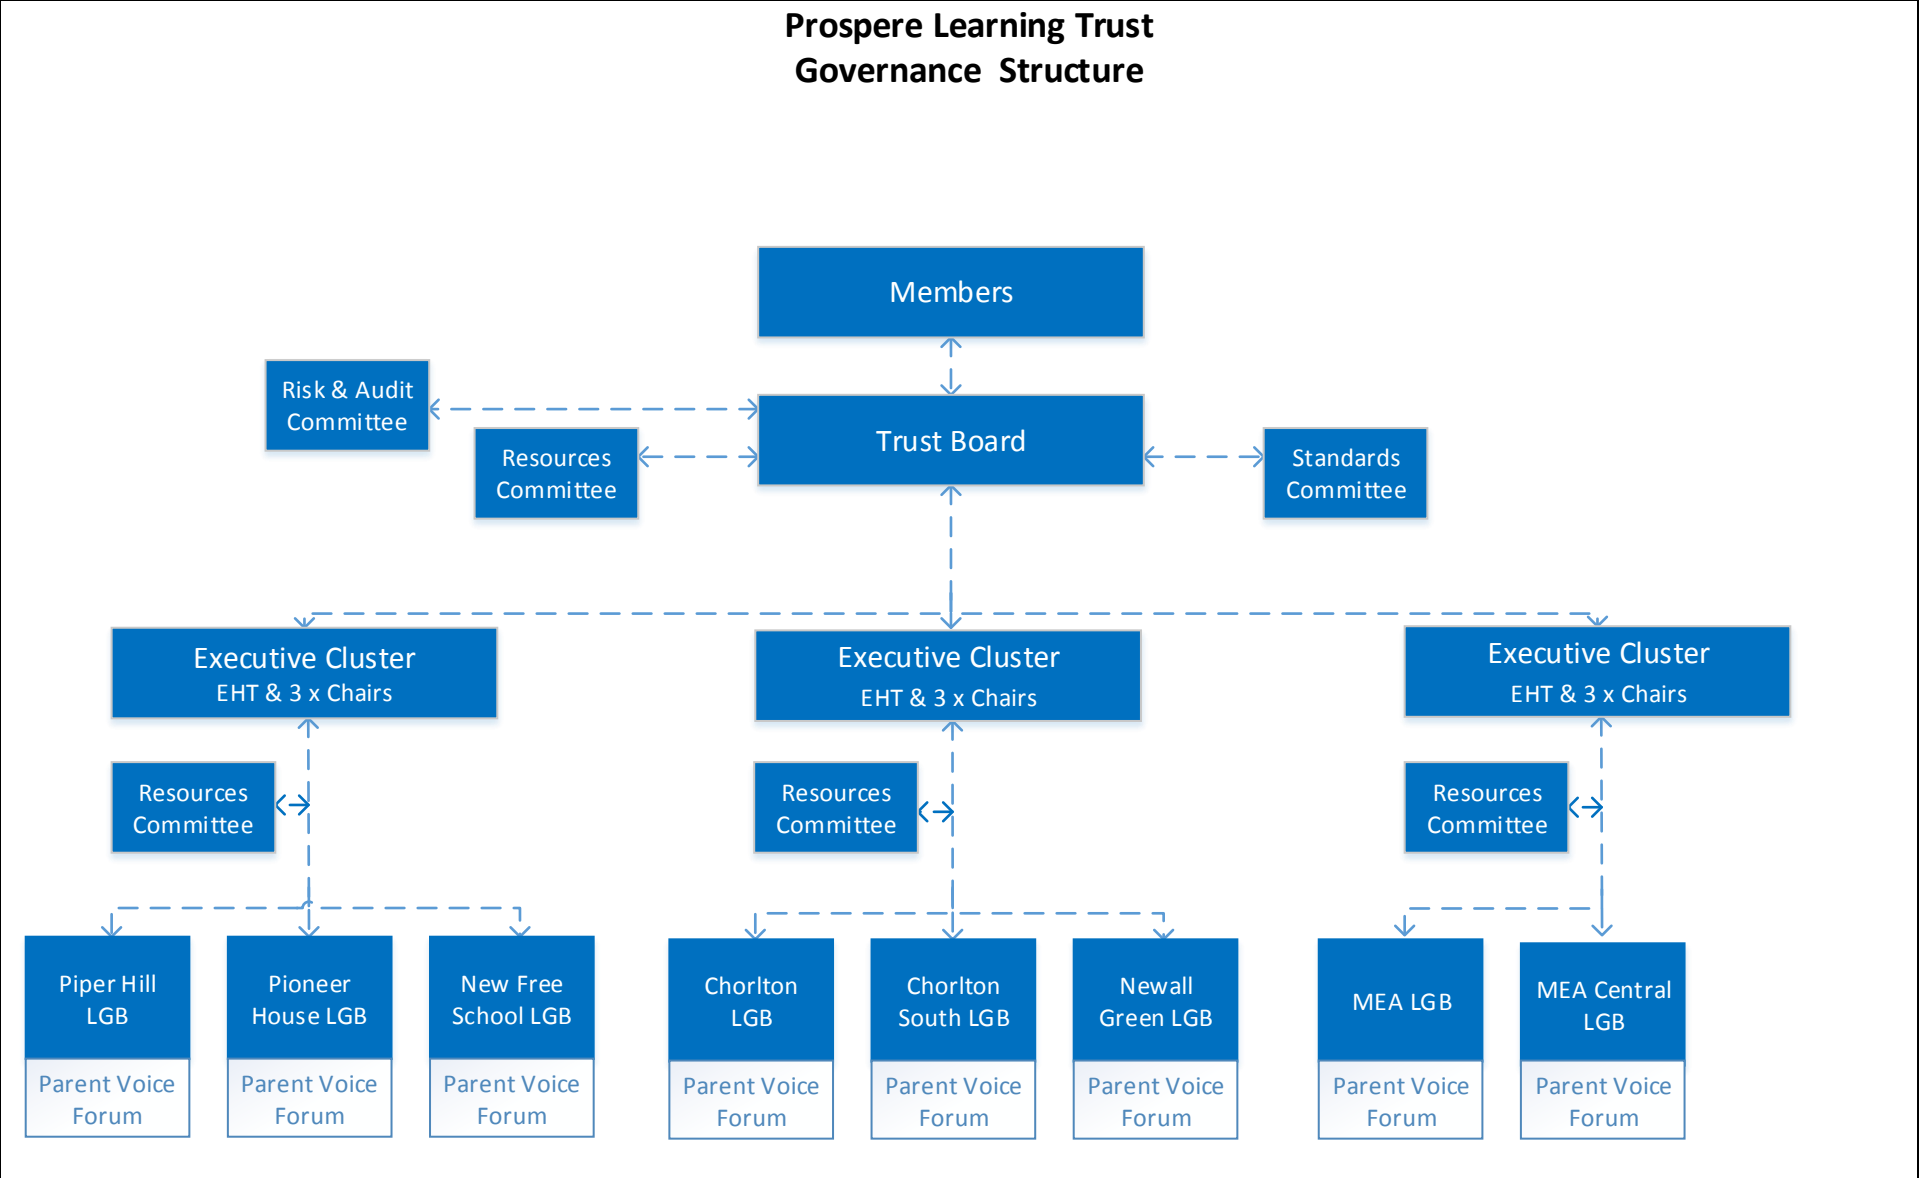 Prospere Learning Trust
Governance Structure
Members
Risk & Audit
Committee
Trust Board
Resources
Committee
Standards
Committee
Executive Cluster
EHT & 3 x Chairs
Executive Cluster
EHT & 3 x Chairs
Executive Cluster
EHT & 3 x Chairs
Resources
Committee
Resources
Committee
Resources
Committee
Piper Hill
LGB
Parent Voice
Forum
Pioneer
House LGB
Parent Voice
Forum
New Free
School LGB
Parent Voice
Forum
Chorlton
LGB
Parent Voice
Forum
Chorlton
South LGB
Parent Voice
Forum
Newall
Green LGB
Parent Voice
Forum
MEA LGB
Parent Voice
Forum
MEA Central
LGB
Parent Voice
Forum